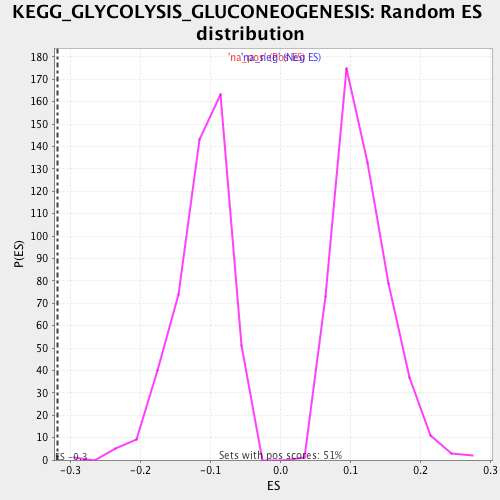 KEGG_GLYCOLYSIS_GLUCONEOGENESIS: Random ES
distribution
180
170
160
150
140
130
120
110
100
90
80
70
60
50
40
30
20
10
0
P(ES)
ES -0.3
Sets with pos scores: 51%
-0.3 -0.2 -0.1 0.0 0.1 0.2 0.3
ES